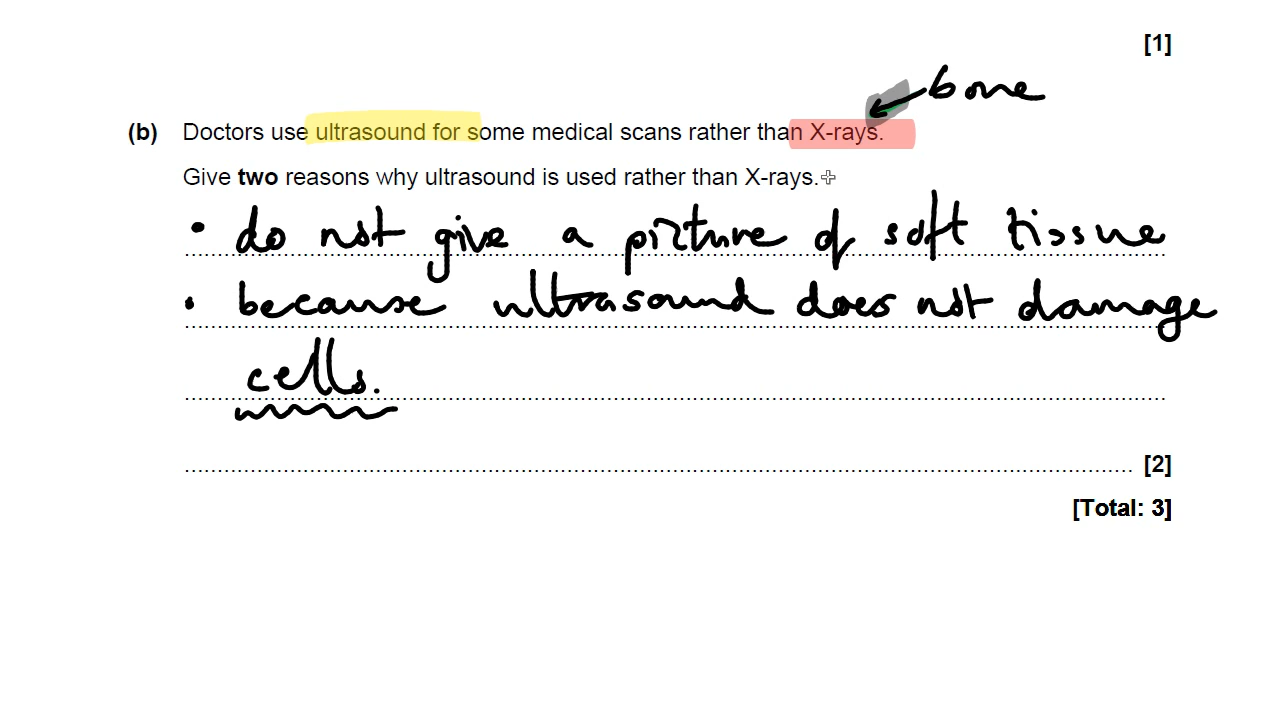 [1]
bone
(b) Doctors use ultrasound for some medical scans rather than X-rays.
Give two reasons why ultrasound is used rather than X-rays.
• do not give a picture of soft tissue
• because ultrasound does not damage
cells.
[2]
[Total: 3]